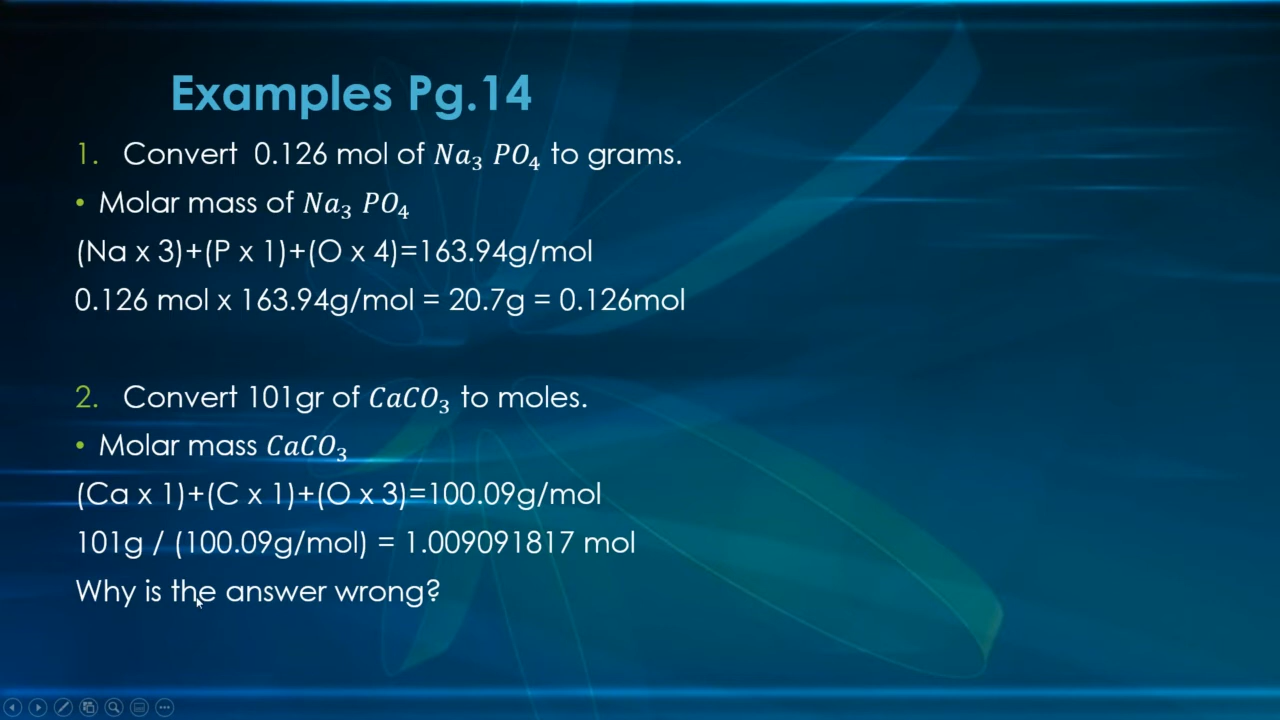 Examples Pg.14
1. Convert 0.126 mol of Na₃ PO₄ to grams.
• Molar mass of Na₃ PO₄
(Na x 3)+(P x 1)+(O x 4)=163.94g/mol
0.126 mol x 163.94g/mol = 20.7g = 0.126mol
2. Convert 101gr of CaCO₃ to moles.
• Molar mass CaCO₃
(Ca x 1)+(C x 1)+(O x 3)=100.09g/mol
101g / (100.09g/mol) = 1.009091817 mol
Why is the answer wrong?